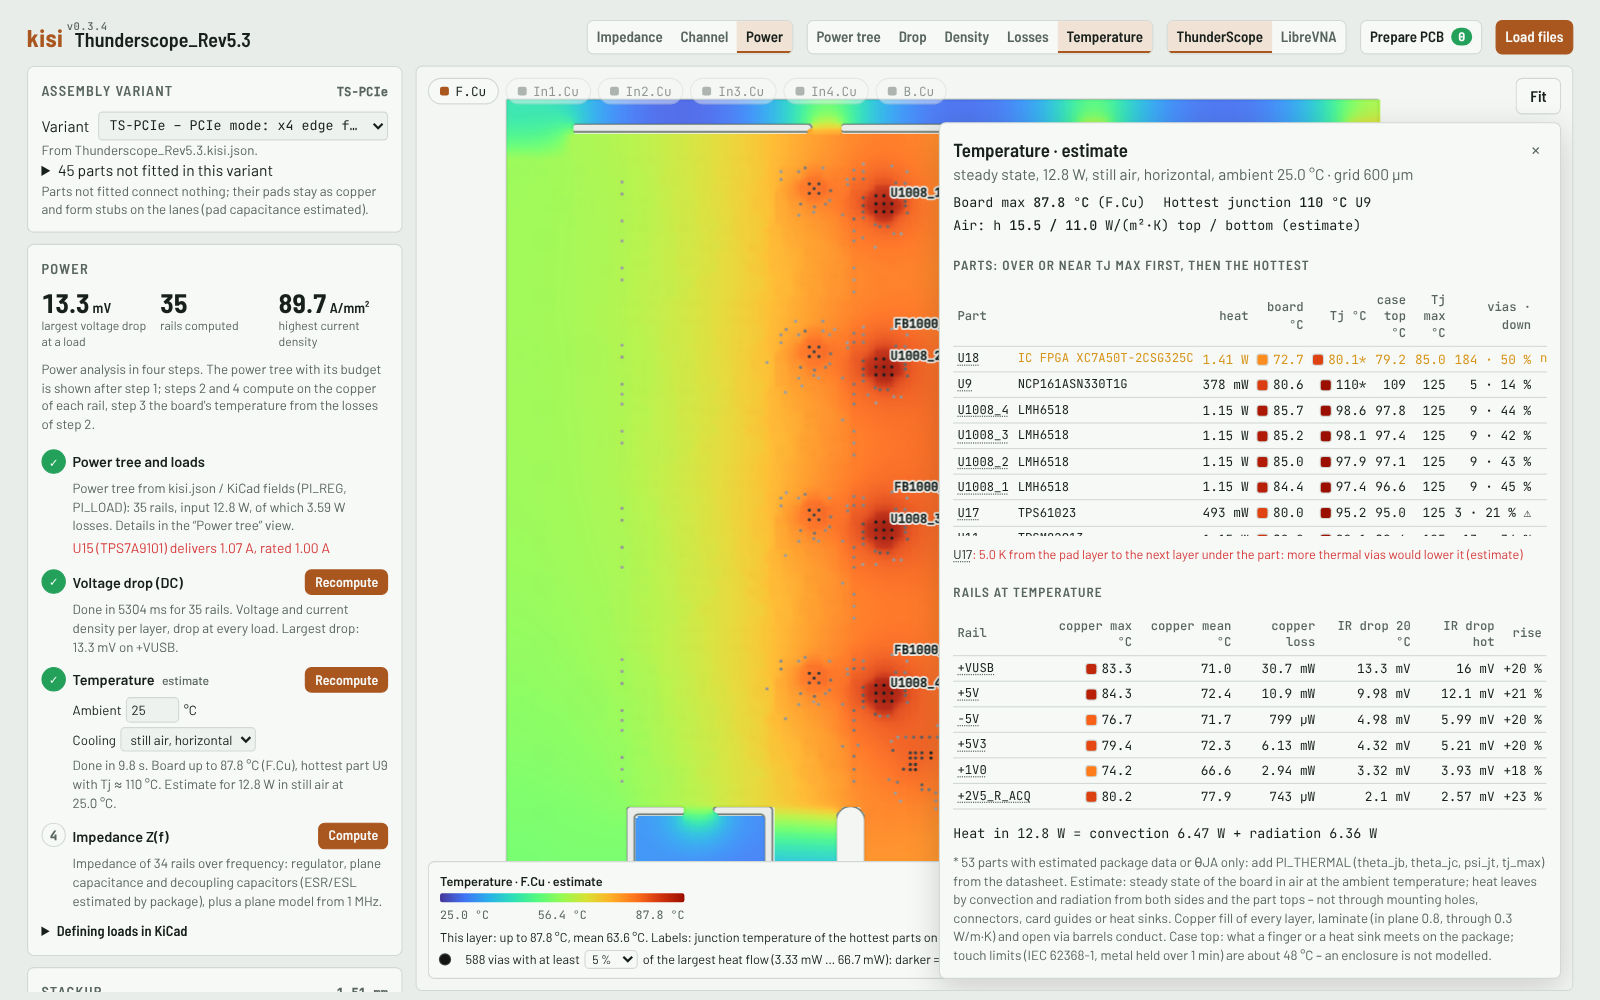 kisi v0.3.4 Thunderscope_Rev5.3
Impedance Channel Power
Power tree Drop Density Losses Temperature
ThunderScope LibreVNA
Prepare PCB 0
Load files
ASSEMBLY VARIANT TS-PCIe
Variant TS-PCIe – PCIe mode: x4 edge f…
From Thunderscope_Rev5.3.kisi.json.
45 parts not fitted in this variant
Parts not fitted connect nothing; their pads stay as copper
and form stubs on the lanes (pad capacitance estimated).
POWER
13.3 mV 35 89.7 A/mm²
largest voltage drop rails computed highest current
at a load density
Power analysis in four steps. The power tree with its budget
is shown after step 1; steps 2 and 4 compute on the copper
of each rail, step 3 the board's temperature from the losses
of step 2.
✓ Power tree and loads
Power tree from kisi.json / KiCad fields (PI_REG,
PI_LOAD): 35 rails, input 12.8 W, of which 3.59 W
losses. Details in the “Power tree” view.
U15 (TPS7A9101) delivers 1.07 A, rated 1.00 A
✓ Voltage drop (DC) Recompute
Done in 5304 ms for 35 rails. Voltage and current
density per layer, drop at every load. Largest drop:
13.3 mV on +VUSB.
✓ Temperature estimate Recompute
Ambient 25 °C
Cooling still air, horizontal
Done in 9.8 s. Board up to 87.8 °C (F.Cu), hottest part U9
with Tj ≈ 110 °C. Estimate for 12.8 W in still air at
25.0 °C.
4 Impedance Z(f) Compute
Impedance of 34 rails over frequency: regulator, plane
capacitance and decoupling capacitors (ESR/ESL
estimated by package), plus a plane model from 1 MHz.
Defining loads in KiCad
F.Cu In1.Cu In2.Cu In3.Cu In4.Cu B.Cu
Fit
U1008_1
FB1000
U1008_2
FB1000
U1008_3
FB1000
U1008_4
Temperature · F.Cu · estimate
25.0 °C 56.4 °C 87.8 °C
This layer: up to 87.8 °C, mean 63.6 °C. Labels: junction temperature of the hottest parts on
588 vias with at least 5 % of the largest heat flow (3.33 mW … 66.7 mW): darker =
Temperature · estimate ×
steady state, 12.8 W, still air, horizontal, ambient 25.0 °C · grid 600 µm
Board max 87.8 °C (F.Cu) Hottest junction 110 °C U9
Air: h 15.5 / 11.0 W/(m²·K) top / bottom (estimate)
PARTS: OVER OR NEAR TJ MAX FIRST, THEN THE HOTTEST
Part heat board °C Tj °C case top °C Tj max °C vias · down
U18 IC FPGA XC7A50T-2CSG325C 1.41 W 72.7 80.1* 79.2 85.0 184 · 50 % n
U9 NCP161ASN330T1G 378 mW 80.6 110* 109 125 5 · 14 %
U1008_4 LMH6518 1.15 W 85.7 98.6 97.8 125 9 · 44 %
U1008_3 LMH6518 1.15 W 85.2 98.1 97.4 125 9 · 42 %
U1008_2 LMH6518 1.15 W 85.0 97.9 97.1 125 9 · 43 %
U1008_1 LMH6518 1.15 W 84.4 97.4 96.6 125 9 · 45 %
U17 TPS61023 493 mW 80.0 95.2 95.0 125 3 · 21 % ⚠
U17: 5.0 K from the pad layer to the next layer under the part: more thermal vias would lower it (estimate)
RAILS AT TEMPERATURE
Rail copper max °C copper mean °C copper loss IR drop 20 °C IR drop hot rise
+VUSB 83.3 71.0 30.7 mW 13.3 mV 16 mV +20 %
+5V 84.3 72.4 10.9 mW 9.98 mV 12.1 mV +21 %
-5V 76.7 71.7 799 µW 4.98 mV 5.99 mV +20 %
+5V3 79.4 72.3 6.13 mW 4.32 mV 5.21 mV +20 %
+1V0 74.2 66.6 2.94 mW 3.32 mV 3.93 mV +18 %
+2V5_R_ACQ 80.2 77.9 743 µW 2.1 mV 2.57 mV +23 %
Heat in 12.8 W = convection 6.47 W + radiation 6.36 W
* 53 parts with estimated package data or θJA only: add PI_THERMAL (theta_jb, theta_jc, psi_jt, tj_max)
from the datasheet. Estimate: steady state of the board in air at the ambient temperature; heat leaves
by convection and radiation from both sides and the part tops – not through mounting holes,
connectors, card guides or heat sinks. Copper fill of every layer, laminate (in plane 0.8, through 0.3
W/m·K) and open via barrels conduct. Case top: what a finger or a heat sink meets on the package;
touch limits (IEC 62368-1, metal held over 1 min) are about 48 °C – an enclosure is not modelled.